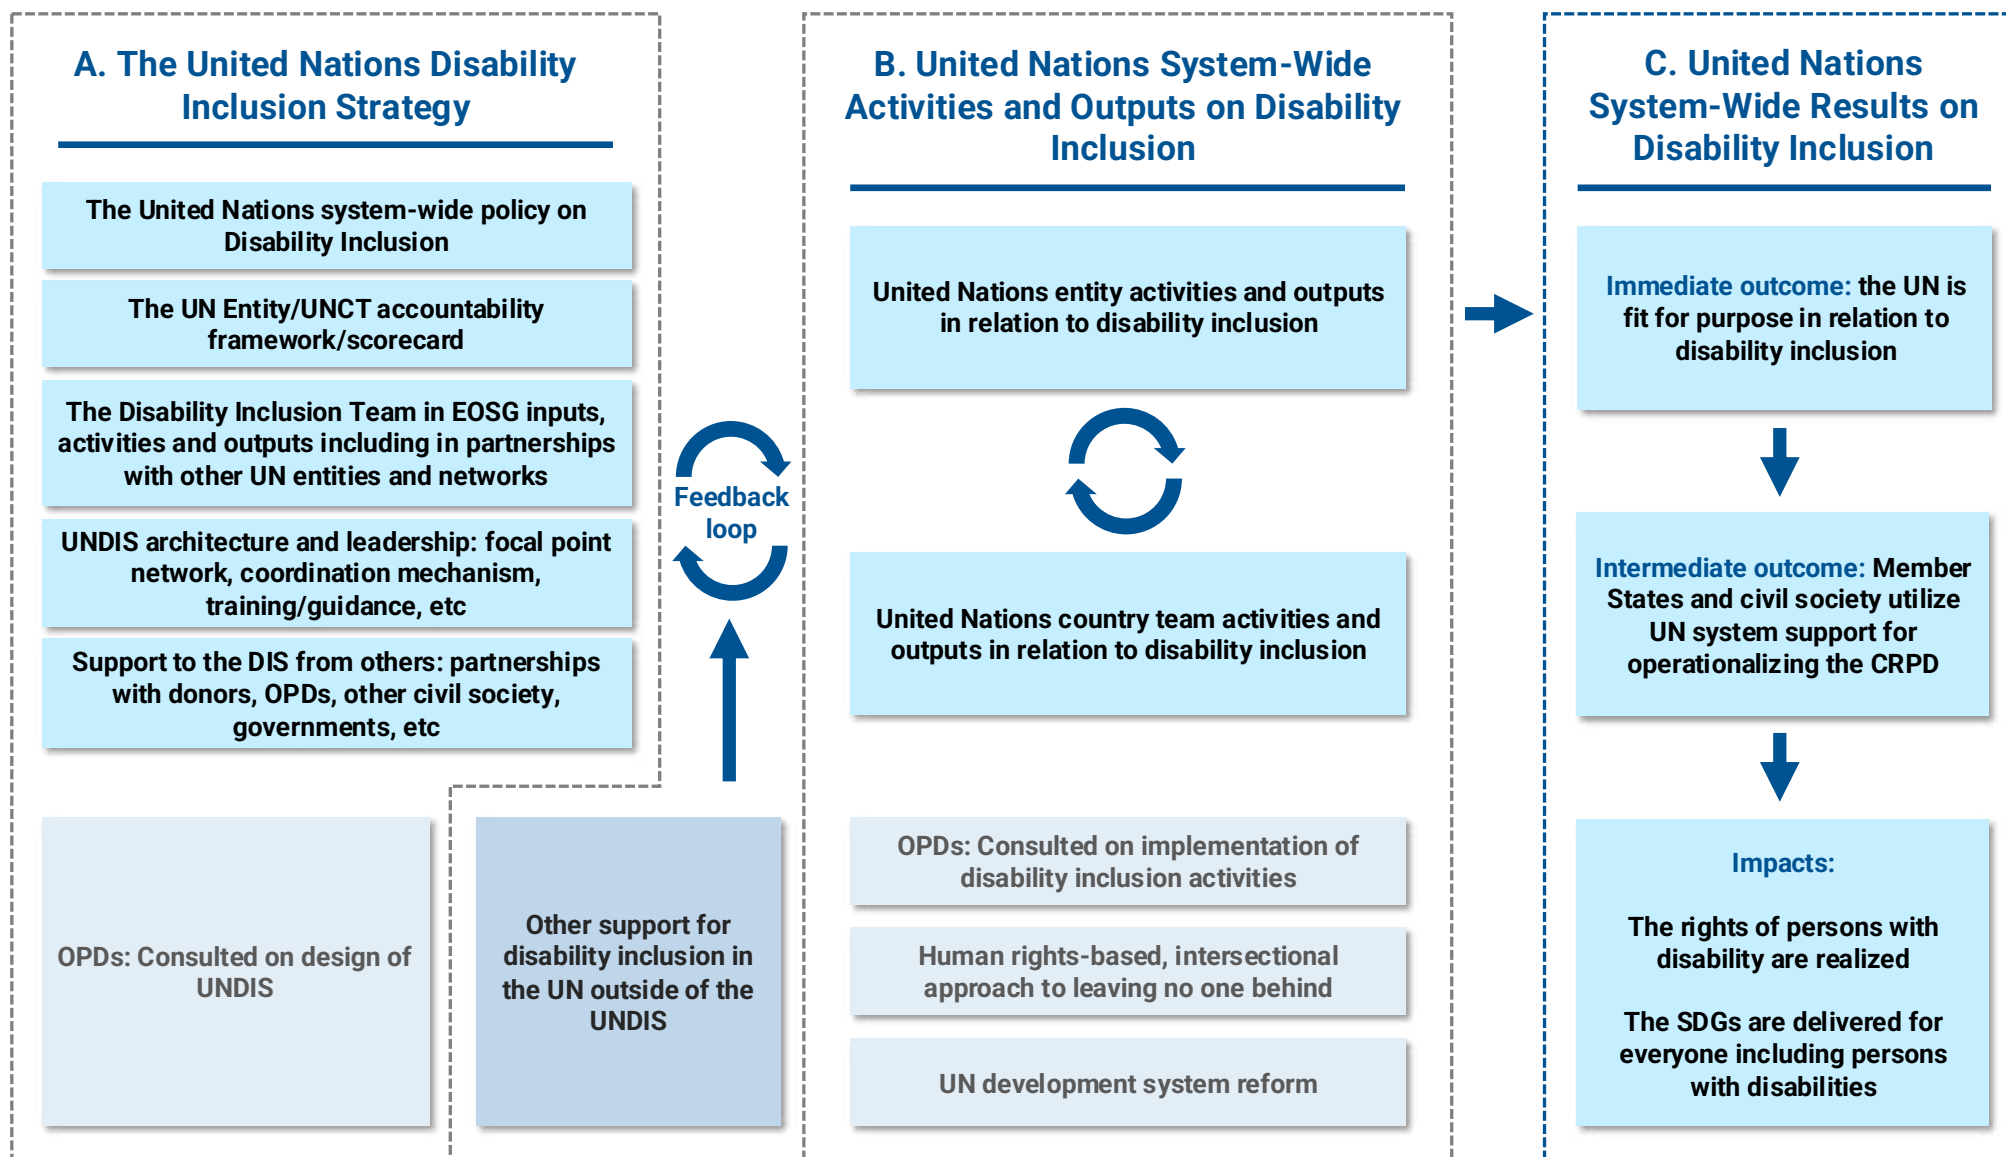 A. The United Nations Disability
Inclusion Strategy
The United Nations system-wide policy on
Disability Inclusion
The UN Entity/UNCT accountability
framework/scorecard
The Disability Inclusion Team in EOSG inputs,
activities and outputs including in partnerships
with other UN entities and networks
UNDIS architecture and leadership: focal point
network, coordination mechanism,
training/guidance, etc
Support to the DIS from others: partnerships
with donors, OPDs, other civil society,
governments, etc
OPDs: Consulted on design of
UNDIS
Other support for
disability inclusion in
the UN outside of the
UNDIS
Feedback
loop
B. United Nations System-Wide
Activities and Outputs on Disability
Inclusion
United Nations entity activities and outputs
in relation to disability inclusion
United Nations country team activities and
outputs in relation to disability inclusion
OPDs: Consulted on implementation of
disability inclusion activities
Human rights-based, intersectional
approach to leaving no one behind
UN development system reform
C. United Nations
System-Wide Results on
Disability Inclusion
Immediate outcome: the UN is
fit for purpose in relation to
disability inclusion
Intermediate outcome: Member
States and civil society utilize
UN system support for
operationalizing the CRPD
Impacts:
The rights of persons with
disability are realized
The SDGs are delivered for
everyone including persons
with disabilities